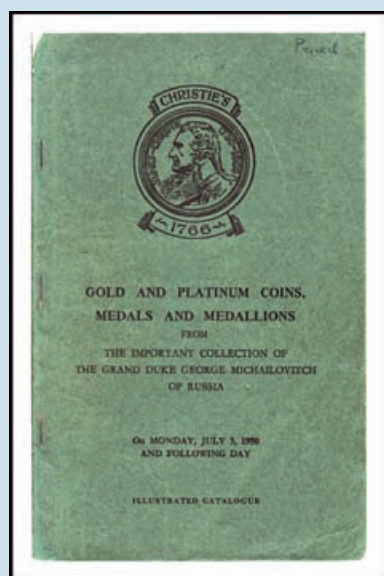 Priced
CHRISTIE'S
1766
GOLD AND PLATINUM COINS,
MEDALS AND MEDALLIONS
FROM
THE IMPORTANT COLLECTION OF
THE GRAND DUKE GEORGE MICHAILOVITCH
OF RUSSIA
On MONDAY, JULY 3, 1950
AND FOLLOWING DAY
ILLUSTRATED CATALOGUE